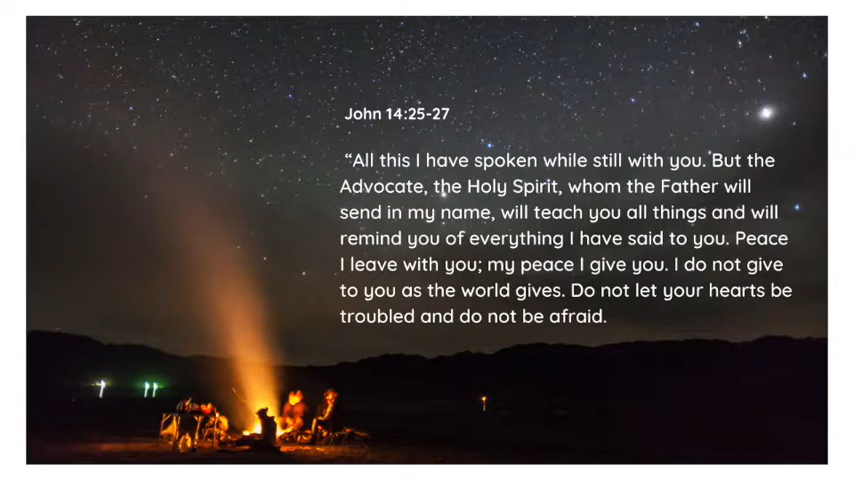 John 14:25-27
“All this I have spoken while still with you. But the
Advocate, the Holy Spirit, whom the Father will
send in my name, will teach you all things and will
remind you of everything I have said to you. Peace
I leave with you; my peace I give you. I do not give
to you as the world gives. Do not let your hearts be
troubled and do not be afraid.